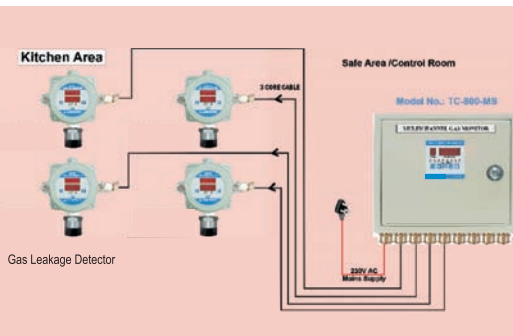 Kitchen Area
Safe Area /Control Room
3 CORE CABLE
Model No.: TC-800-MS
MULTICHANNEL GAS MONITOR
Gas Leakage Detector
230V AC
Mains Supply